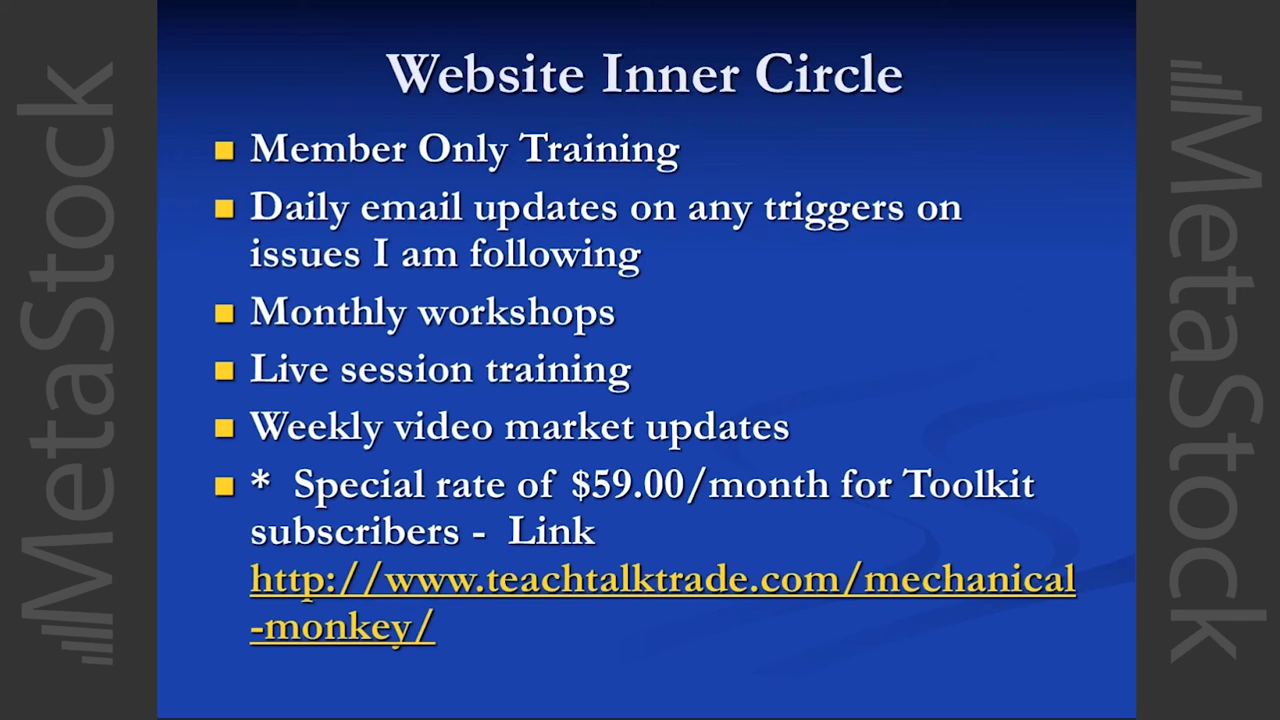 Website Inner Circle
Member Only Training
Daily email updates on any triggers on
issues I am following
Monthly workshops
Live session training
Weekly video market updates
* Special rate of $59.00/month for Toolkit
subscribers - Link
http://www.teachtalktrade.com/mechanical
-monkey/
MetaStock
MetaStock